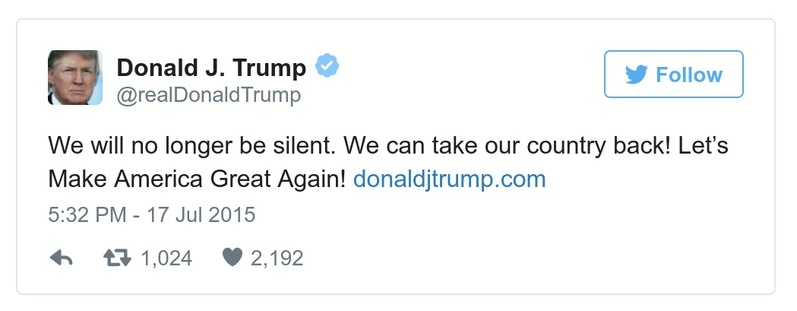 Donald J. Trump
@realDonaldTrump
Follow
We will no longer be silent. We can take our country back! Let’s
Make America Great Again! donaldjtrump.com
5:32 PM - 17 Jul 2015
1,024 2,192